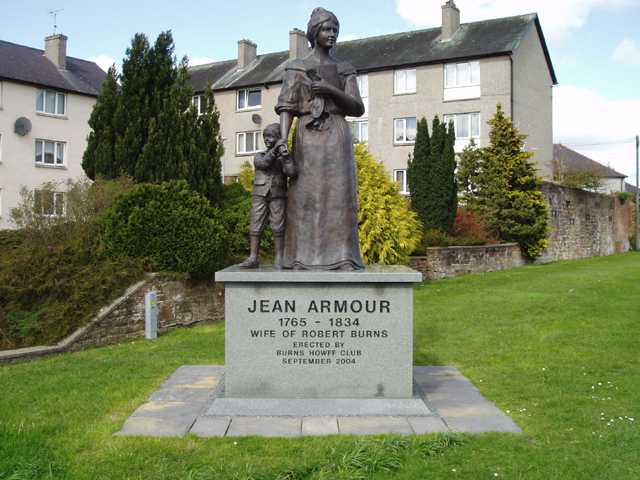 JEAN ARMOUR
1765 - 1834
WIFE OF ROBERT BURNS
ERECTED BY
BURNS HOWFF CLUB
SEPTEMBER 2004